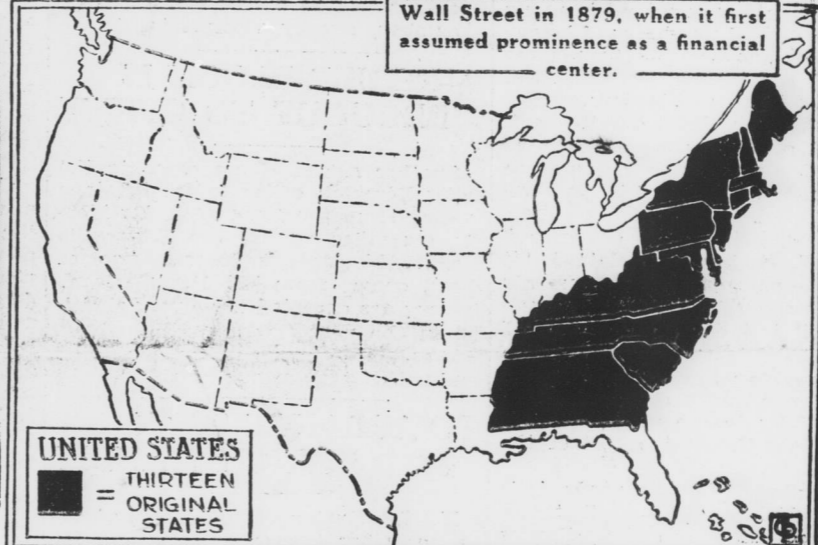 Wall Street in 1879, when it first
assumed prominence as a financial
center.
UNITED STATES
= THIRTEEN
ORIGINAL
STATES